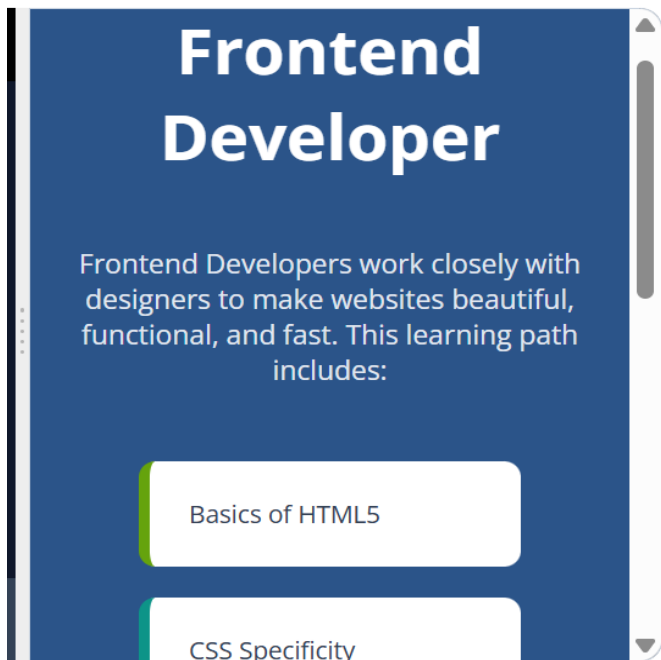 Frontend
Developer
Frontend Developers work closely with
designers to make websites beautiful,
functional, and fast. This learning path
includes:
Basics of HTML5
CSS Specificity